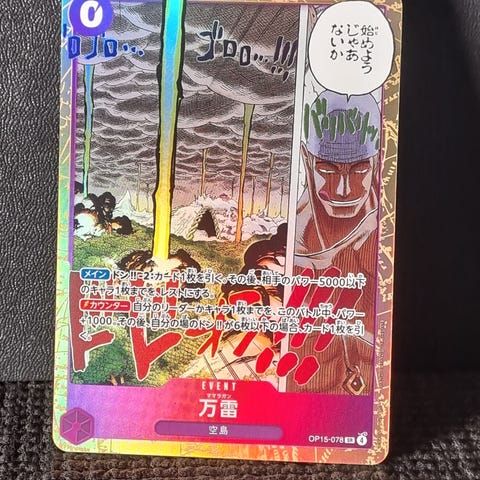 0
ゴロゴロ…
ゴロロ…!!!
始めよう
じゃあ
ないか
バリバリッ
メイン ドン!!-2:カード1枚を引く。その後、相手のパワー5000以下
のキャラ1枚までを、レストにする。
カウンター 自分のリーダーかキャラ1枚までを、このバトル中、パワー
+1000。その後、自分の場のドン!!が6枚以下の場合、カード1枚を引
く。
EVENT
ママラガン
万雷
空島
OP15-078 SR 4